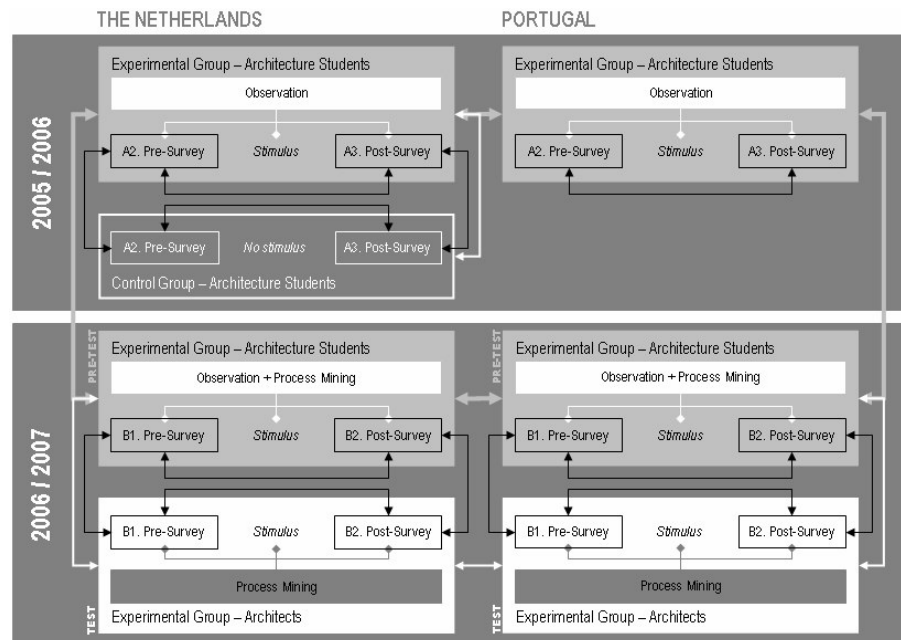 THE NETHERLANDS
PORTUGAL
2005 / 2006
Experimental Group – Architecture Students
Observation
A2. Pre-Survey
Stimulus
A3. Post-Survey
A2. Pre-Survey
No stimulus
A3. Post-Survey
Control Group – Architecture Students
Experimental Group – Architecture Students
Observation
A2. Pre-Survey
Stimulus
A3. Post-Survey
2006 / 2007
PRE-TEST
Experimental Group – Architecture Students
Observation + Process Mining
B1. Pre-Survey
Stimulus
B2. Post-Survey
PRE-TEST
Experimental Group – Architecture Students
Observation + Process Mining
B1. Pre-Survey
Stimulus
B2. Post-Survey
TEST
B1. Pre-Survey
Stimulus
B2. Post-Survey
Process Mining
Experimental Group – Architects
TEST
B1. Pre-Survey
Stimulus
B2. Post-Survey
Process Mining
Experimental Group – Architects